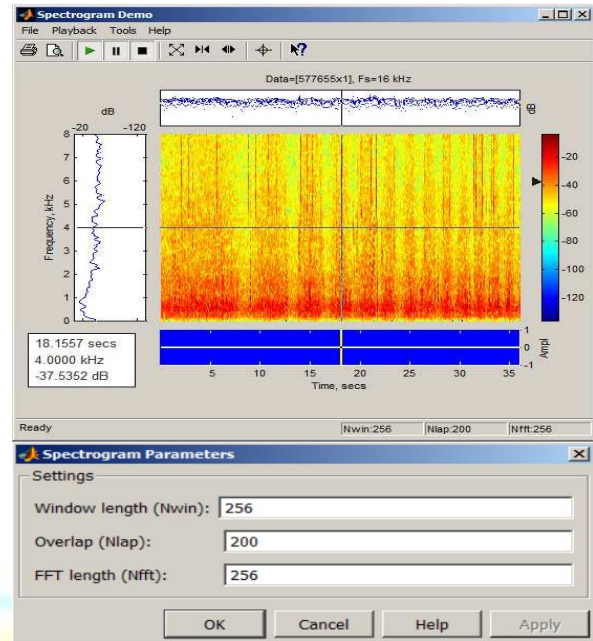 Spectrogram Demo
File Playback Tools Help
Data=[577655x1], Fs=16 kHz
dB
dB
-20 -120
8
7
6
5
4
3
2
1
0
Frequency, kHz
-20
-40
-60
-80
-100
-120
18.1557 secs
4.0000 kHz
-37.5352 dB
1
0
-1
Ampl
5 10 15 20 25 30 35
Time, secs
Ready Nwin:256 Nlap:200 Nfft:256
Spectrogram Parameters
Settings
Window length (Nwin): 256
Overlap (Nlap): 200
FFT length (Nfft): 256
OK Cancel Help Apply